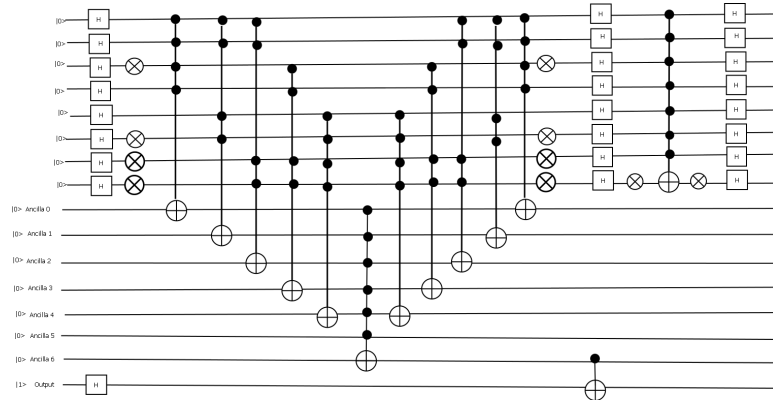 |0> H H H
|0> H H H
|0> H H H
|0> H H H
|0> H H H
|0> H H H
|0> H H H
|0> H H H
|0> Ancilla 0
|0> Ancilla 1
|0> Ancilla 2
|0> Ancilla 3
|0> Ancilla 4
|0> Ancilla 5
|0> Ancilla 6
|1> Output H